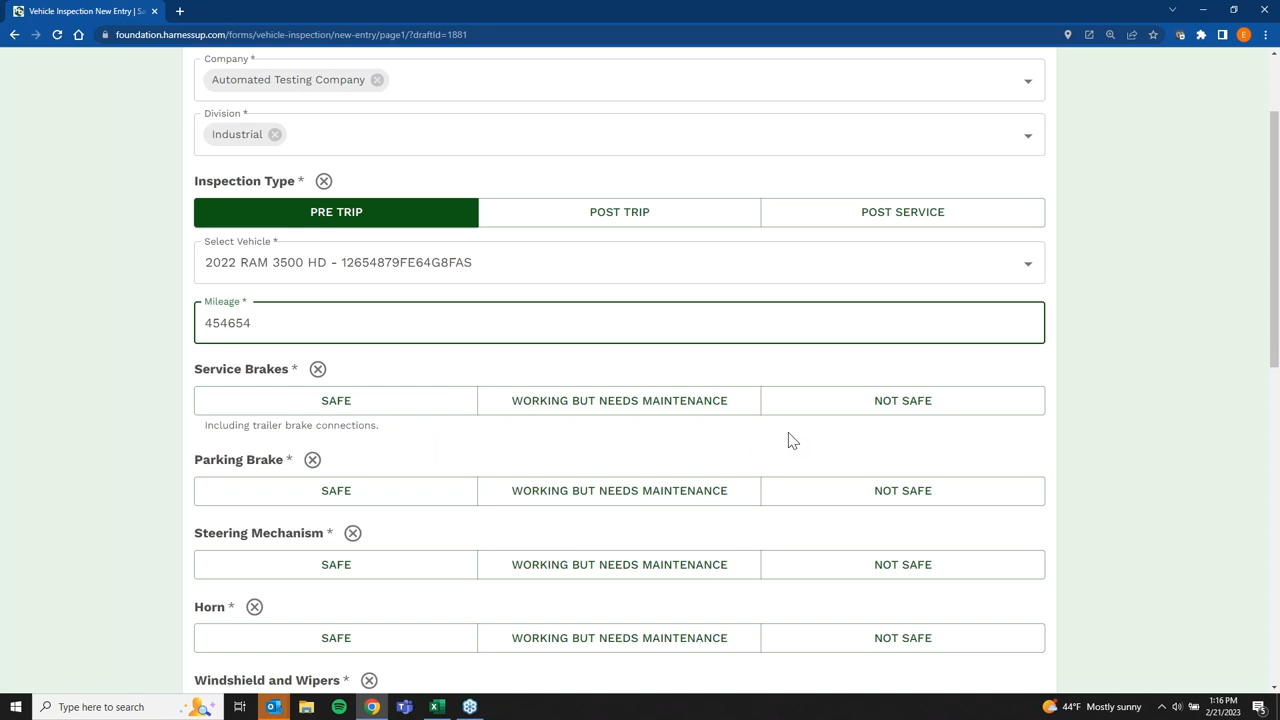 Vehicle Inspection New Entry | Sa
foundation.harnessup.com/forms/vehicle-inspection/new-entry/page1/?draftId=1881
E
Company *
Automated Testing Company
Division *
Industrial
Inspection Type *
PRE TRIP POST TRIP POST SERVICE
Select Vehicle *
2022 RAM 3500 HD - 12654879FE64G8FAS
Mileage *
454654
Service Brakes *
SAFE WORKING BUT NEEDS MAINTENANCE NOT SAFE
Including trailer brake connections.
Parking Brake *
SAFE WORKING BUT NEEDS MAINTENANCE NOT SAFE
Steering Mechanism *
SAFE WORKING BUT NEEDS MAINTENANCE NOT SAFE
Horn *
SAFE WORKING BUT NEEDS MAINTENANCE NOT SAFE
Windshield and Wipers *
Type here to search
44°F Mostly sunny
1:16 PM
2/21/2023